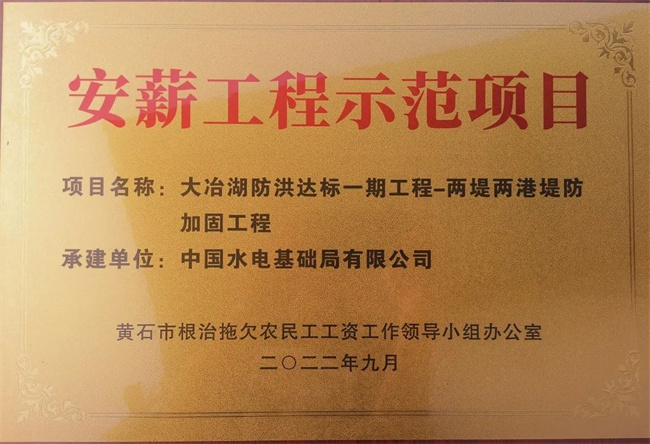 安薪工程示范项目
项目名称：大冶湖防洪达标一期工程-两堤两港堤防
加固工程
承建单位：中国水电基础局有限公司
黄石市根治拖欠农民工工资工作领导小组办公室
二〇二二年九月